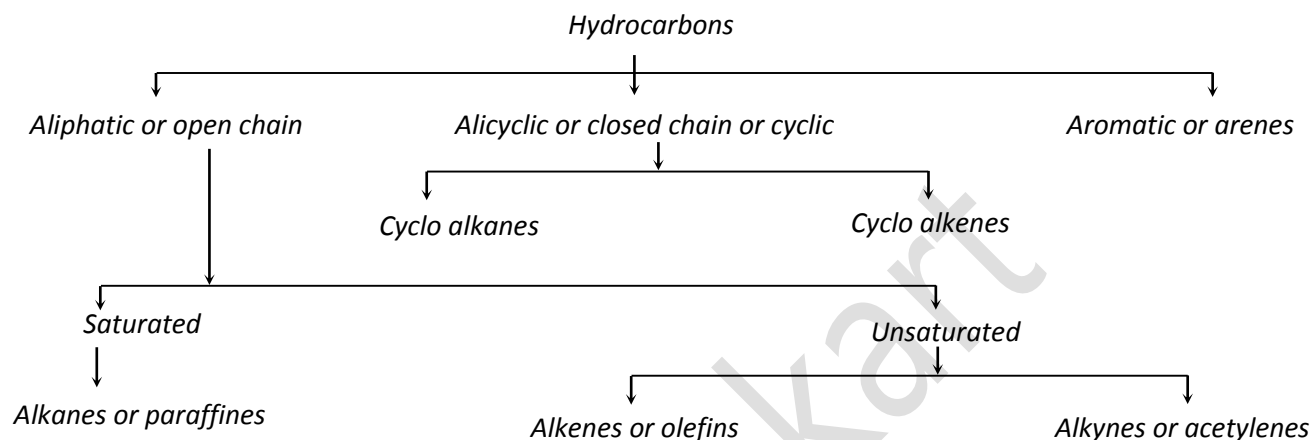 Hydrocarbons
Aliphatic or open chain
Alicyclic or closed chain or cyclic
Aromatic or arenes
Cyclo alkanes
Cyclo alkenes
Saturated
Unsaturated
Alkanes or paraffines
Alkenes or olefins
Alkynes or acetylenes
kart